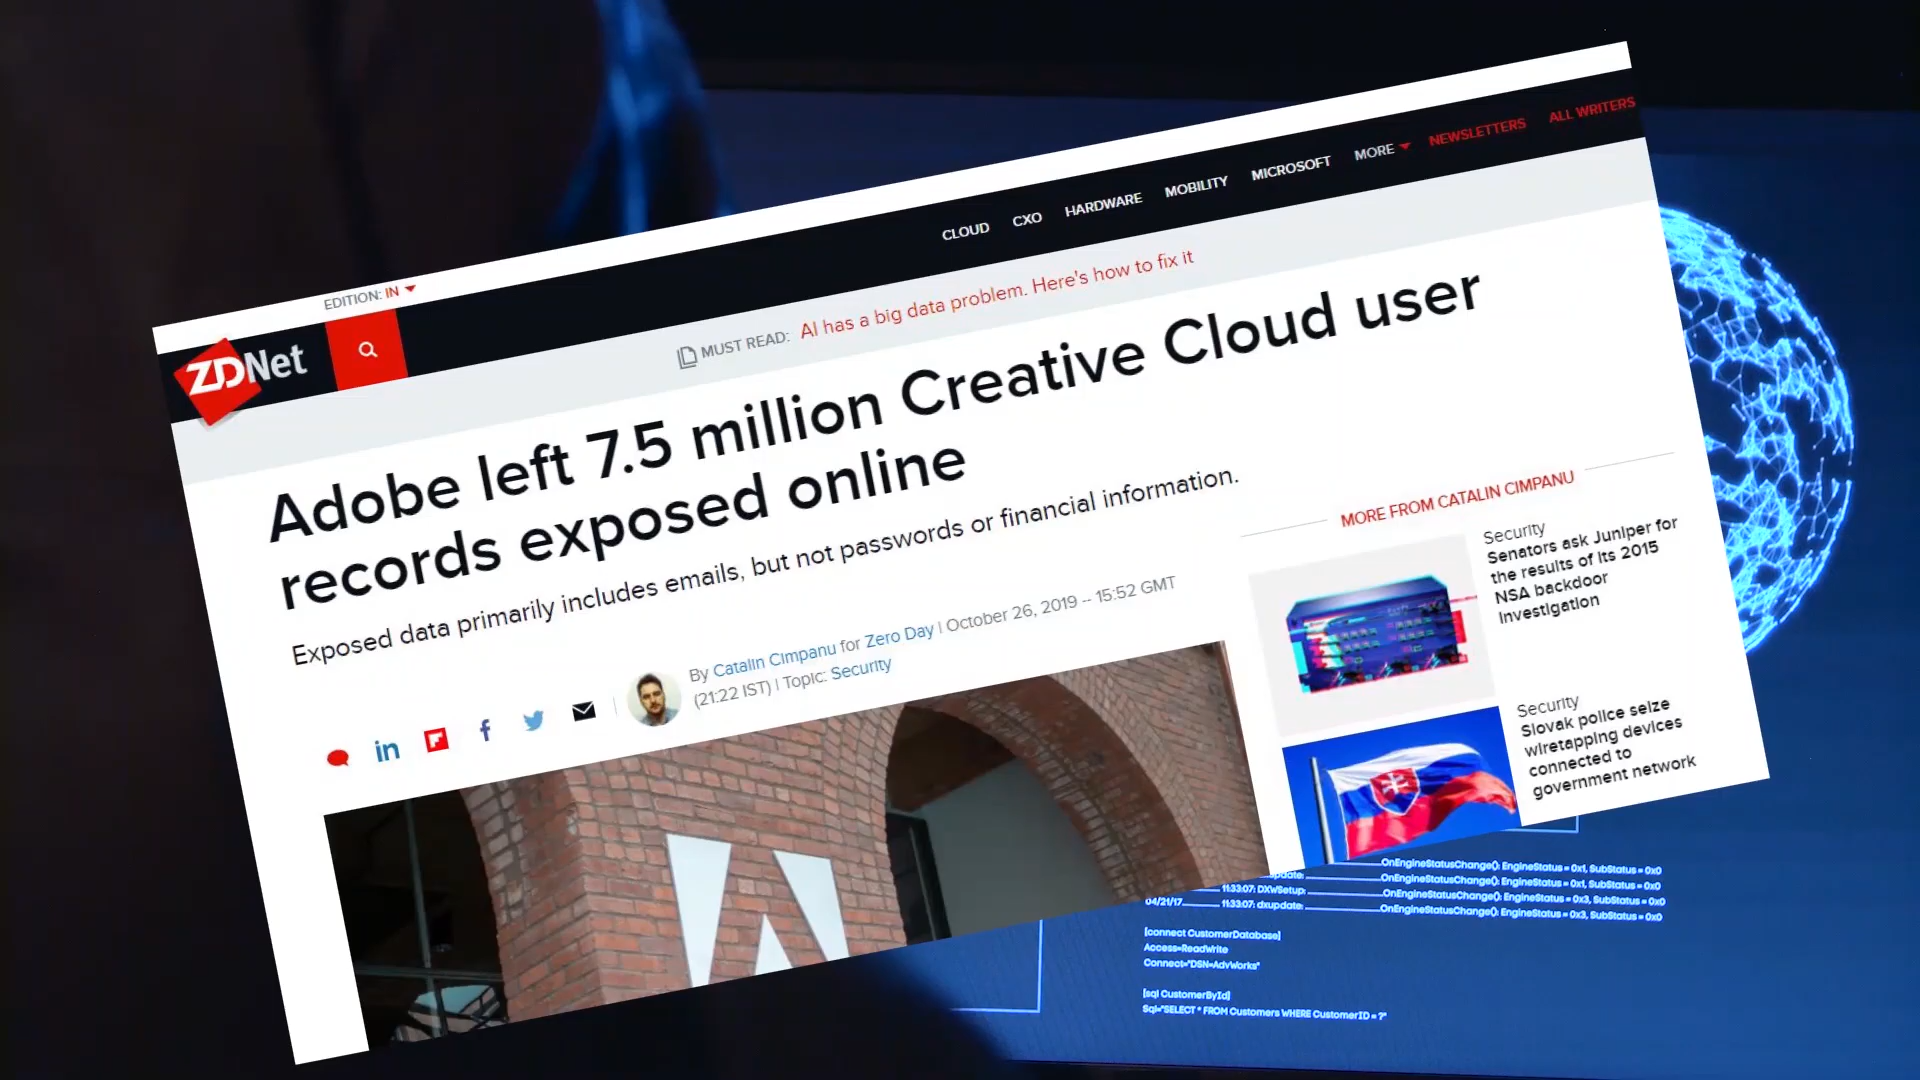 EDITION: IN
ZDNet
CLOUD CXO HARDWARE MOBILITY MICROSOFT MORE NEWSLETTERS ALL WRITERS
MUST READ: AI has a big data problem. Here's how to fix it
Adobe left 7.5 million Creative Cloud user
records exposed online
Exposed data primarily includes emails, but not passwords or financial information.
By Catalin Cimpanu for Zero Day | October 26, 2019 -- 15:52 GMT
(21:22 IST) | Topic: Security
MORE FROM CATALIN CIMPANU
Security
Senators ask Juniper for
the results of its 2015
NSA backdoor
investigation
Security
Slovak police seize
wiretapping devices
connected to
government network
OnEngineStatusChange(): EngineStatus = 0x1, SubStatus = 0x0
OnEngineStatusChange(): EngineStatus = 0x1, SubStatus = 0x0
11:33:07: DXWSetup: OnEngineStatusChange(): EngineStatus = 0x3, SubStatus = 0x0
04/21/17 11:33:07: dxupdate: OnEngineStatusChange(): EngineStatus = 0x3, SubStatus = 0x0
[connect CustomerDatabase]
Access=ReadWrite
Connect="DSN=AdvWorks"
[sql CustomerById]
Sql="SELECT * FROM Customers WHERE CustomerID = ?"